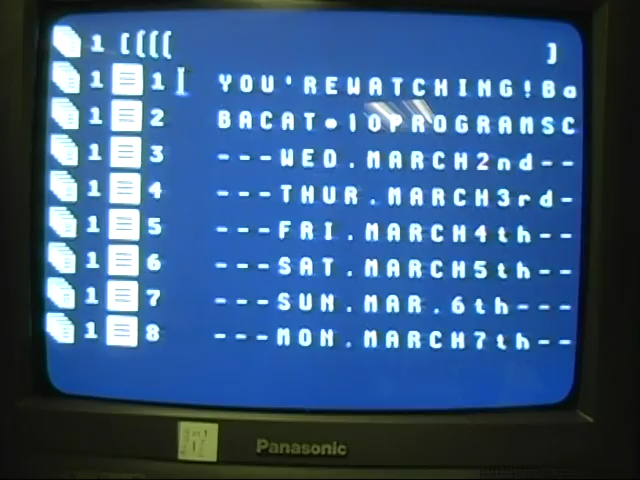 1 [((( ]
1 1 YOU'REWATCHING!Ba
1 2 BACAT•10PROGRAMSC
1 3 ---WED.MARCH2nd--
1 4 ---THUR.MARCH3rd-
1 5 ---FRI.MARCH4th--
1 6 ---SAT.MARCH5th--
1 7 ---SUN.MAR.6th---
1 8 ---MON.MARCH7th--
Panasonic